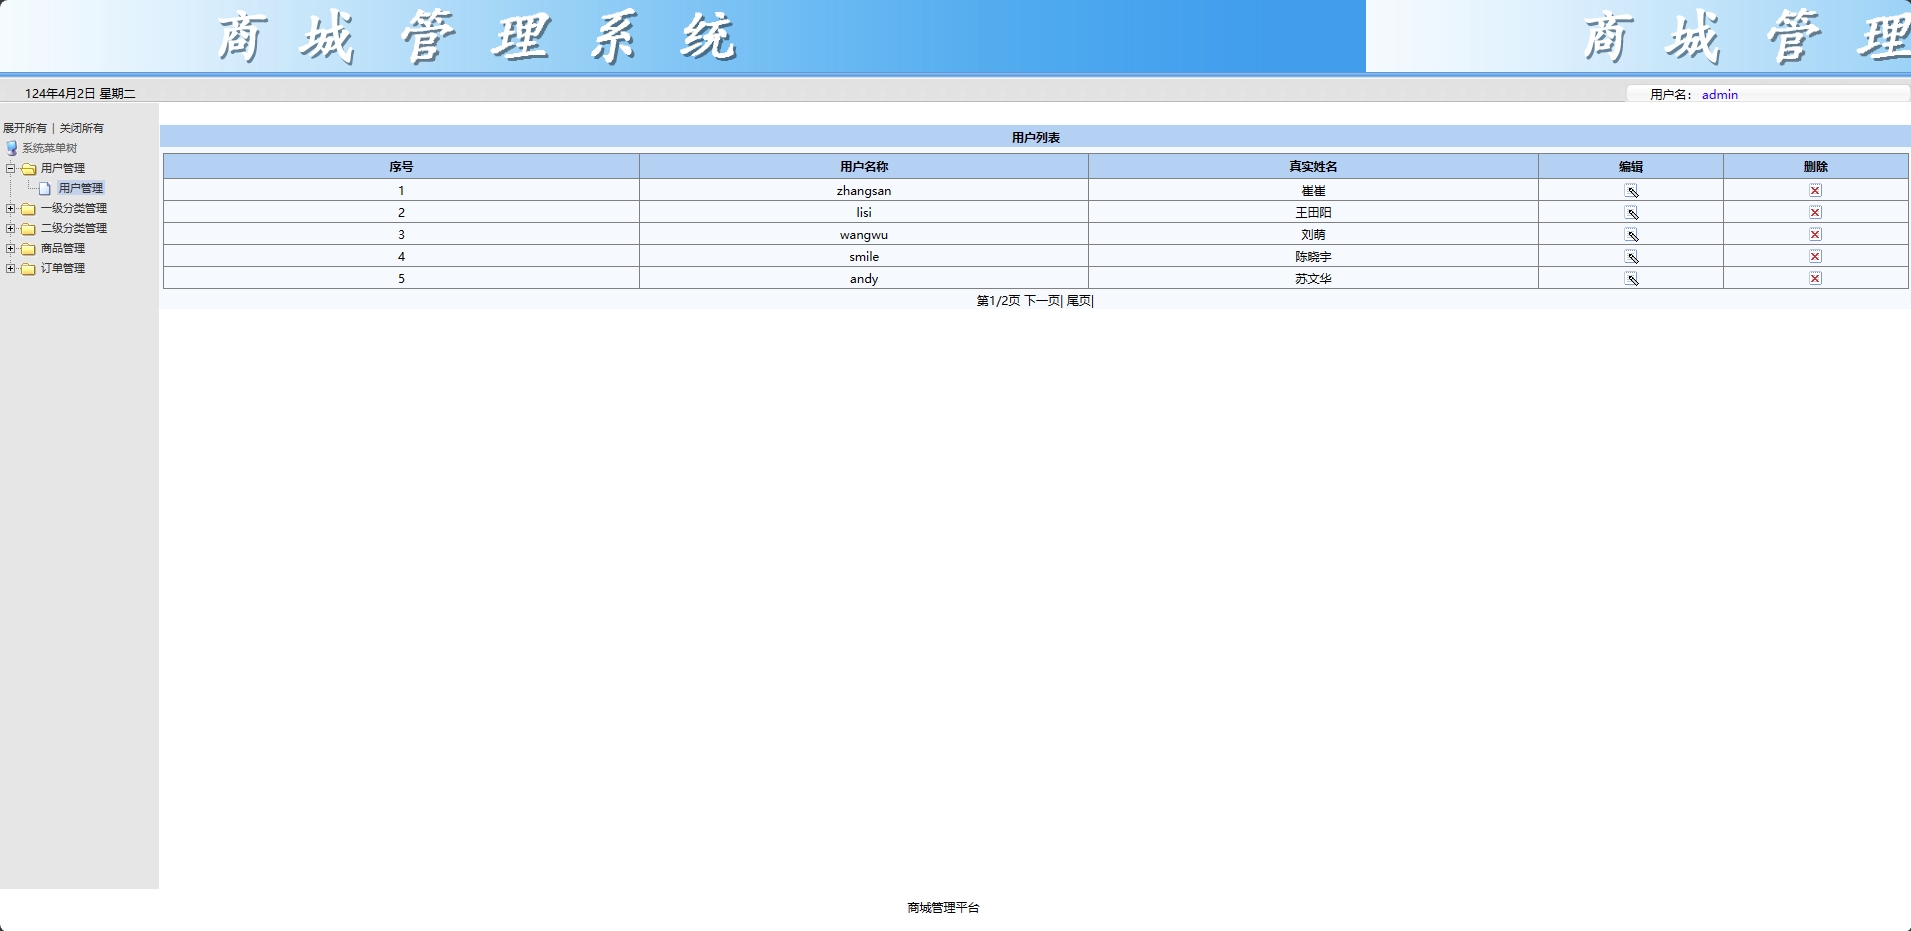 商城管理系统 商城管理
124年4月2日 星期二 用户名： admin
展开所有 | 关闭所有
系统菜单树
用户管理
用户管理
一级分类管理
二级分类管理
商品管理
订单管理
用户列表
序号 用户名称 真实姓名 编辑 删除
1 zhangsan 崔崔
2 lisi 王田阳
3 wangwu 刘萌
4 smile 陈晓宇
5 andy 苏文华
第1/2页 下一页| 尾页|
商城管理平台